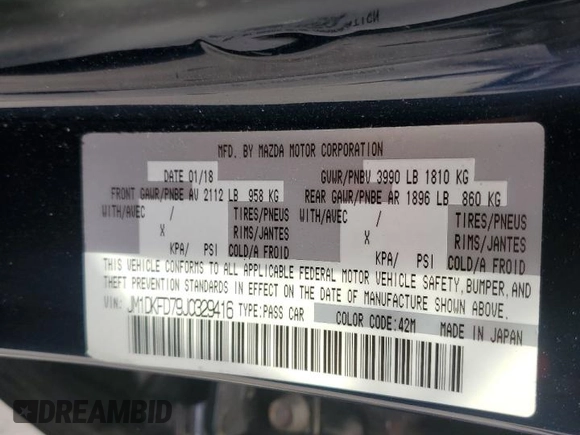 MFD. BY MAZDA MOTOR CORPORATION
DATE 01/18 GVWR/PNBV 3990 LB 1810 KG
FRONT GAWR/PNBE AV 2112 LB 958 KG REAR GAWR/PNBE AR 1896 LB 860 KG
WITH/AVEC / TIRES/PNEUS WITH/AVEC / TIRES/PNEUS
X RIMS/JANTES X RIMS/JANTES
KPA/ PSI COLD/A FROID KPA/ PSI COLD/A FROID
THIS VEHICLE CONFORMS TO ALL APPLICABLE FEDERAL MOTOR VEHICLE SAFETY, BUMPER, AND
THEFT PREVENTION STANDARDS IN EFFECT ON THE DATE OF MANUFACTURE SHOWN ABOVE.
VIN: JM1DKFD79J0329416 TYPE:PASS CAR COLOR CODE:42M MADE IN JAPAN
DREAMBID